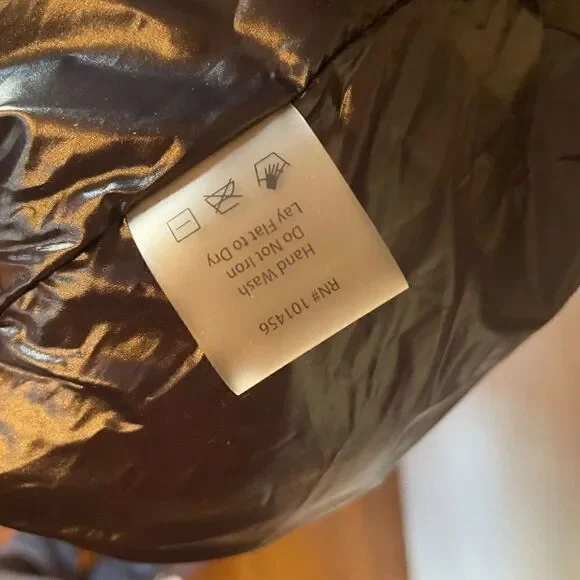 RN# 101456
Hand Wash
Do Not Iron
Lay Flat to Dry